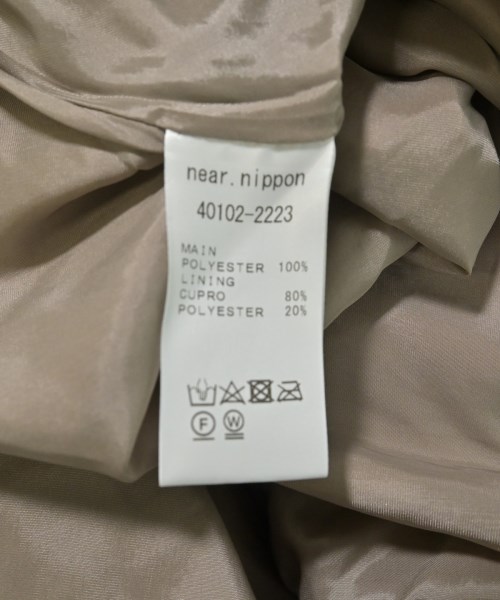 near.nippon
40102-2223
MAIN
POLYESTER 100%
LINING
CUPRO 80%
POLYESTER 20%
F W